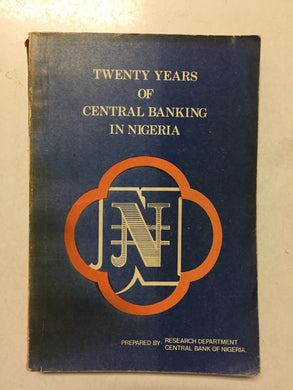 TWENTY YEARS
OF
CENTRAL BANKING
IN NIGERIA
N
PREPARED BY: RESEARCH DEPARTMENT
CENTRAL BANK OF NIGERIA.